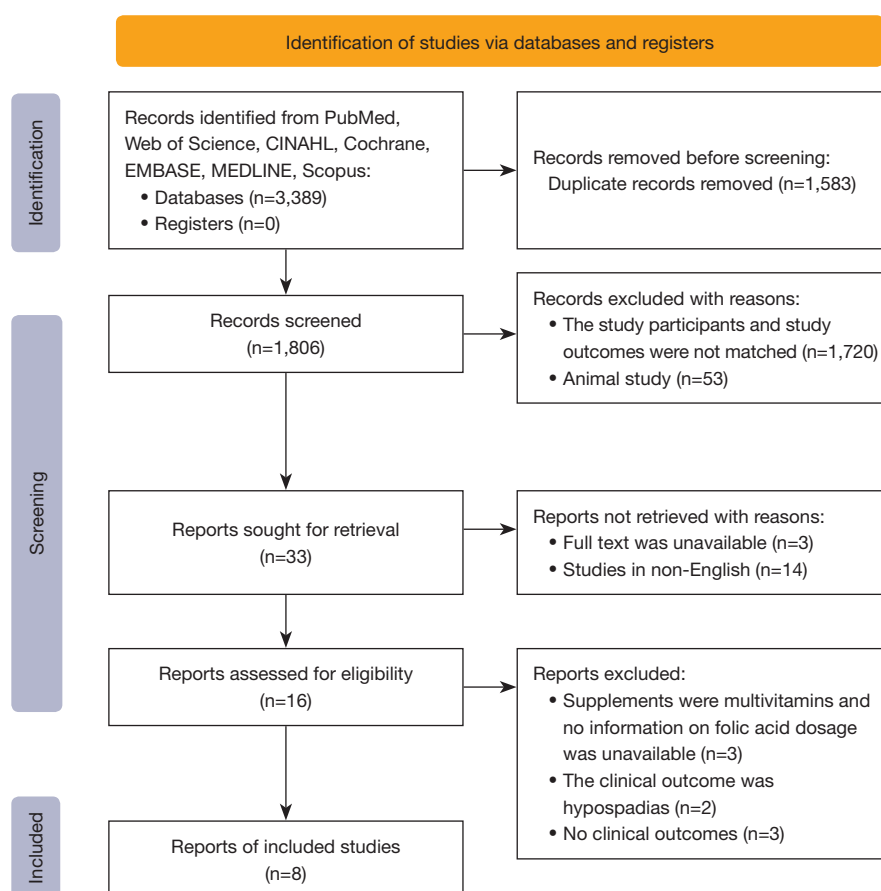 Identification of studies via databases and registers
Identification
Records identified from PubMed,
Web of Science, CINAHL, Cochrane,
EMBASE, MEDLINE, Scopus:
• Databases (n=3,389)
• Registers (n=0)
Records removed before screening:
Duplicate records removed (n=1,583)
Screening
Records screened
(n=1,806)
Records excluded with reasons:
• The study participants and study
outcomes were not matched (n=1,720)
• Animal study (n=53)
Reports sought for retrieval
(n=33)
Reports not retrieved with reasons:
• Full text was unavailable (n=3)
• Studies in non-English (n=14)
Reports assessed for eligibility
(n=16)
Reports excluded:
• Supplements were multivitamins and
no information on folic acid dosage
was unavailable (n=3)
• The clinical outcome was
hypospadias (n=2)
• No clinical outcomes (n=3)
Included
Reports of included studies
(n=8)